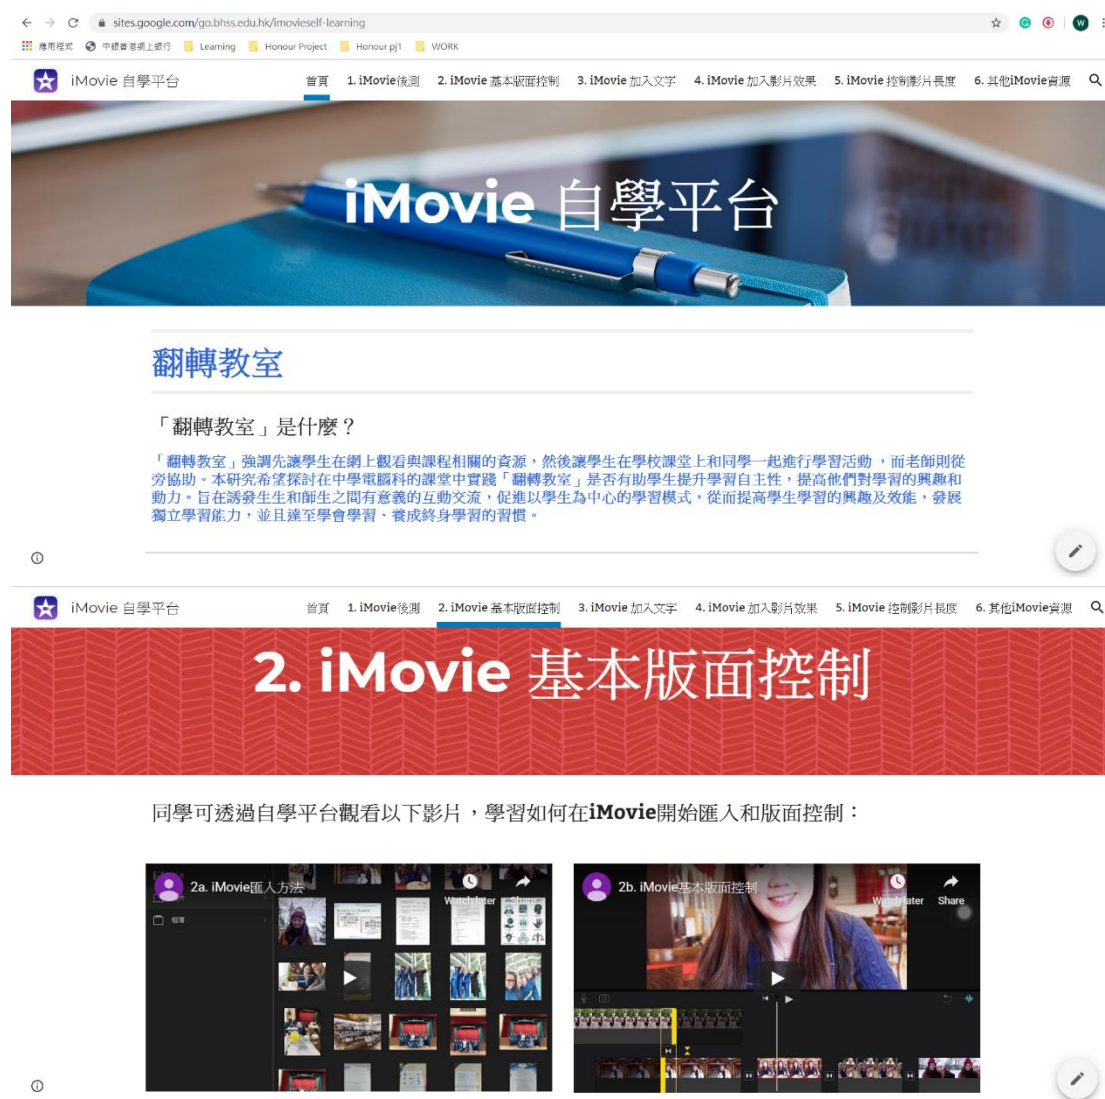 sites.google.com/go.bhss.edu.hk/imovieself-learning
應用程式 中銀香港網上銀行 Learning Honour Project Honour pj1 WORK
iMovie 自學平台 首頁 1. iMovie後測 2. iMovie 基本版面控制 3. iMovie 加入文字 4. iMovie 加入影片效果 5. iMovie 控制影片長度 6. 其他iMovie資源
iMovie 自學平台
翻轉教室
「翻轉教室」是什麼？
「翻轉教室」強調先讓學生在網上觀看與課程相關的資源，然後讓學生在學校課堂上和同學一起進行學習活動 ，而老師則從
旁協助。本研究希望探討在中學電腦科的課堂中實踐「翻轉教室」是否有助學生提升學習自主性，提高他們對學習的興趣和
動力。旨在誘發生生和師生之間有意義的互動交流，促進以學生為中心的學習模式，從而提高學生學習的興趣及效能，發展
獨立學習能力，並且達至學會學習、養成終身學習的習慣。
iMovie 自學平台 首頁 1. iMovie後測 2. iMovie 基本版面控制 3. iMovie 加入文字 4. iMovie 加入影片效果 5. iMovie 控制影片長度 6. 其他iMovie資源
2. iMovie 基本版面控制
同學可透過自學平台觀看以下影片，學習如何在iMovie開始匯入和版面控制：
2a. iMovie匯入方法 Watch later Share
2b. iMovie基本版面控制 Watch later Share